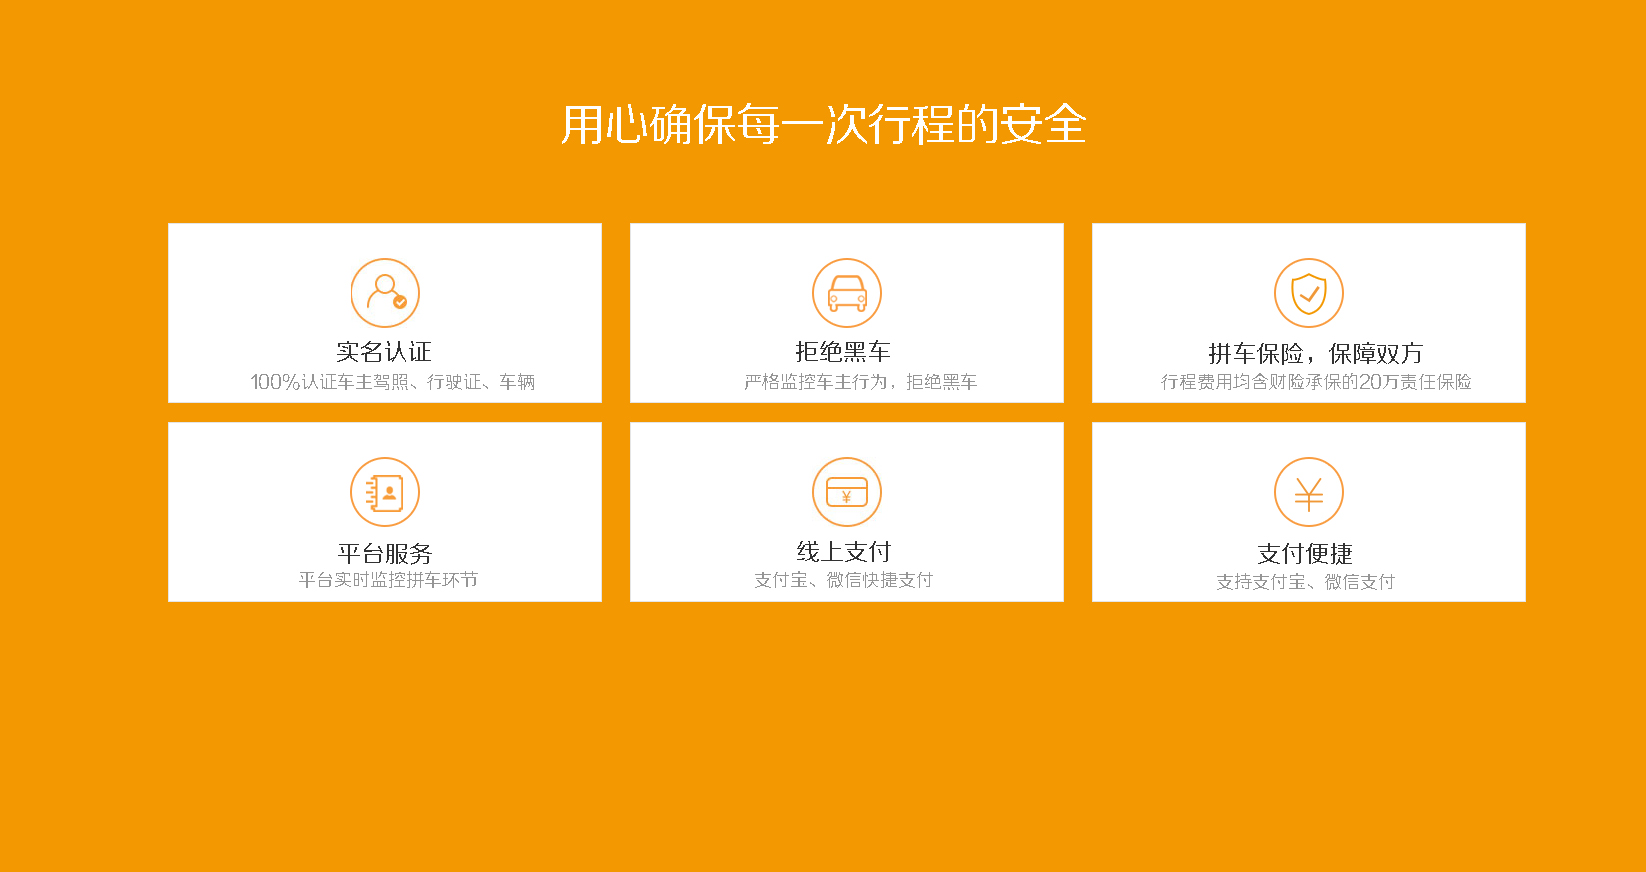 用心确保每一次行程的安全
实名认证
100%认证车主驾照、行驶证、车辆
拒绝黑车
严格监控车主行为，拒绝黑车
拼车保险，保障双方
行程费用均含财险承保的20万责任保险
平台服务
平台实时监控拼车环节
线上支付
支付宝、微信快捷支付
支付便捷
支持支付宝、微信支付